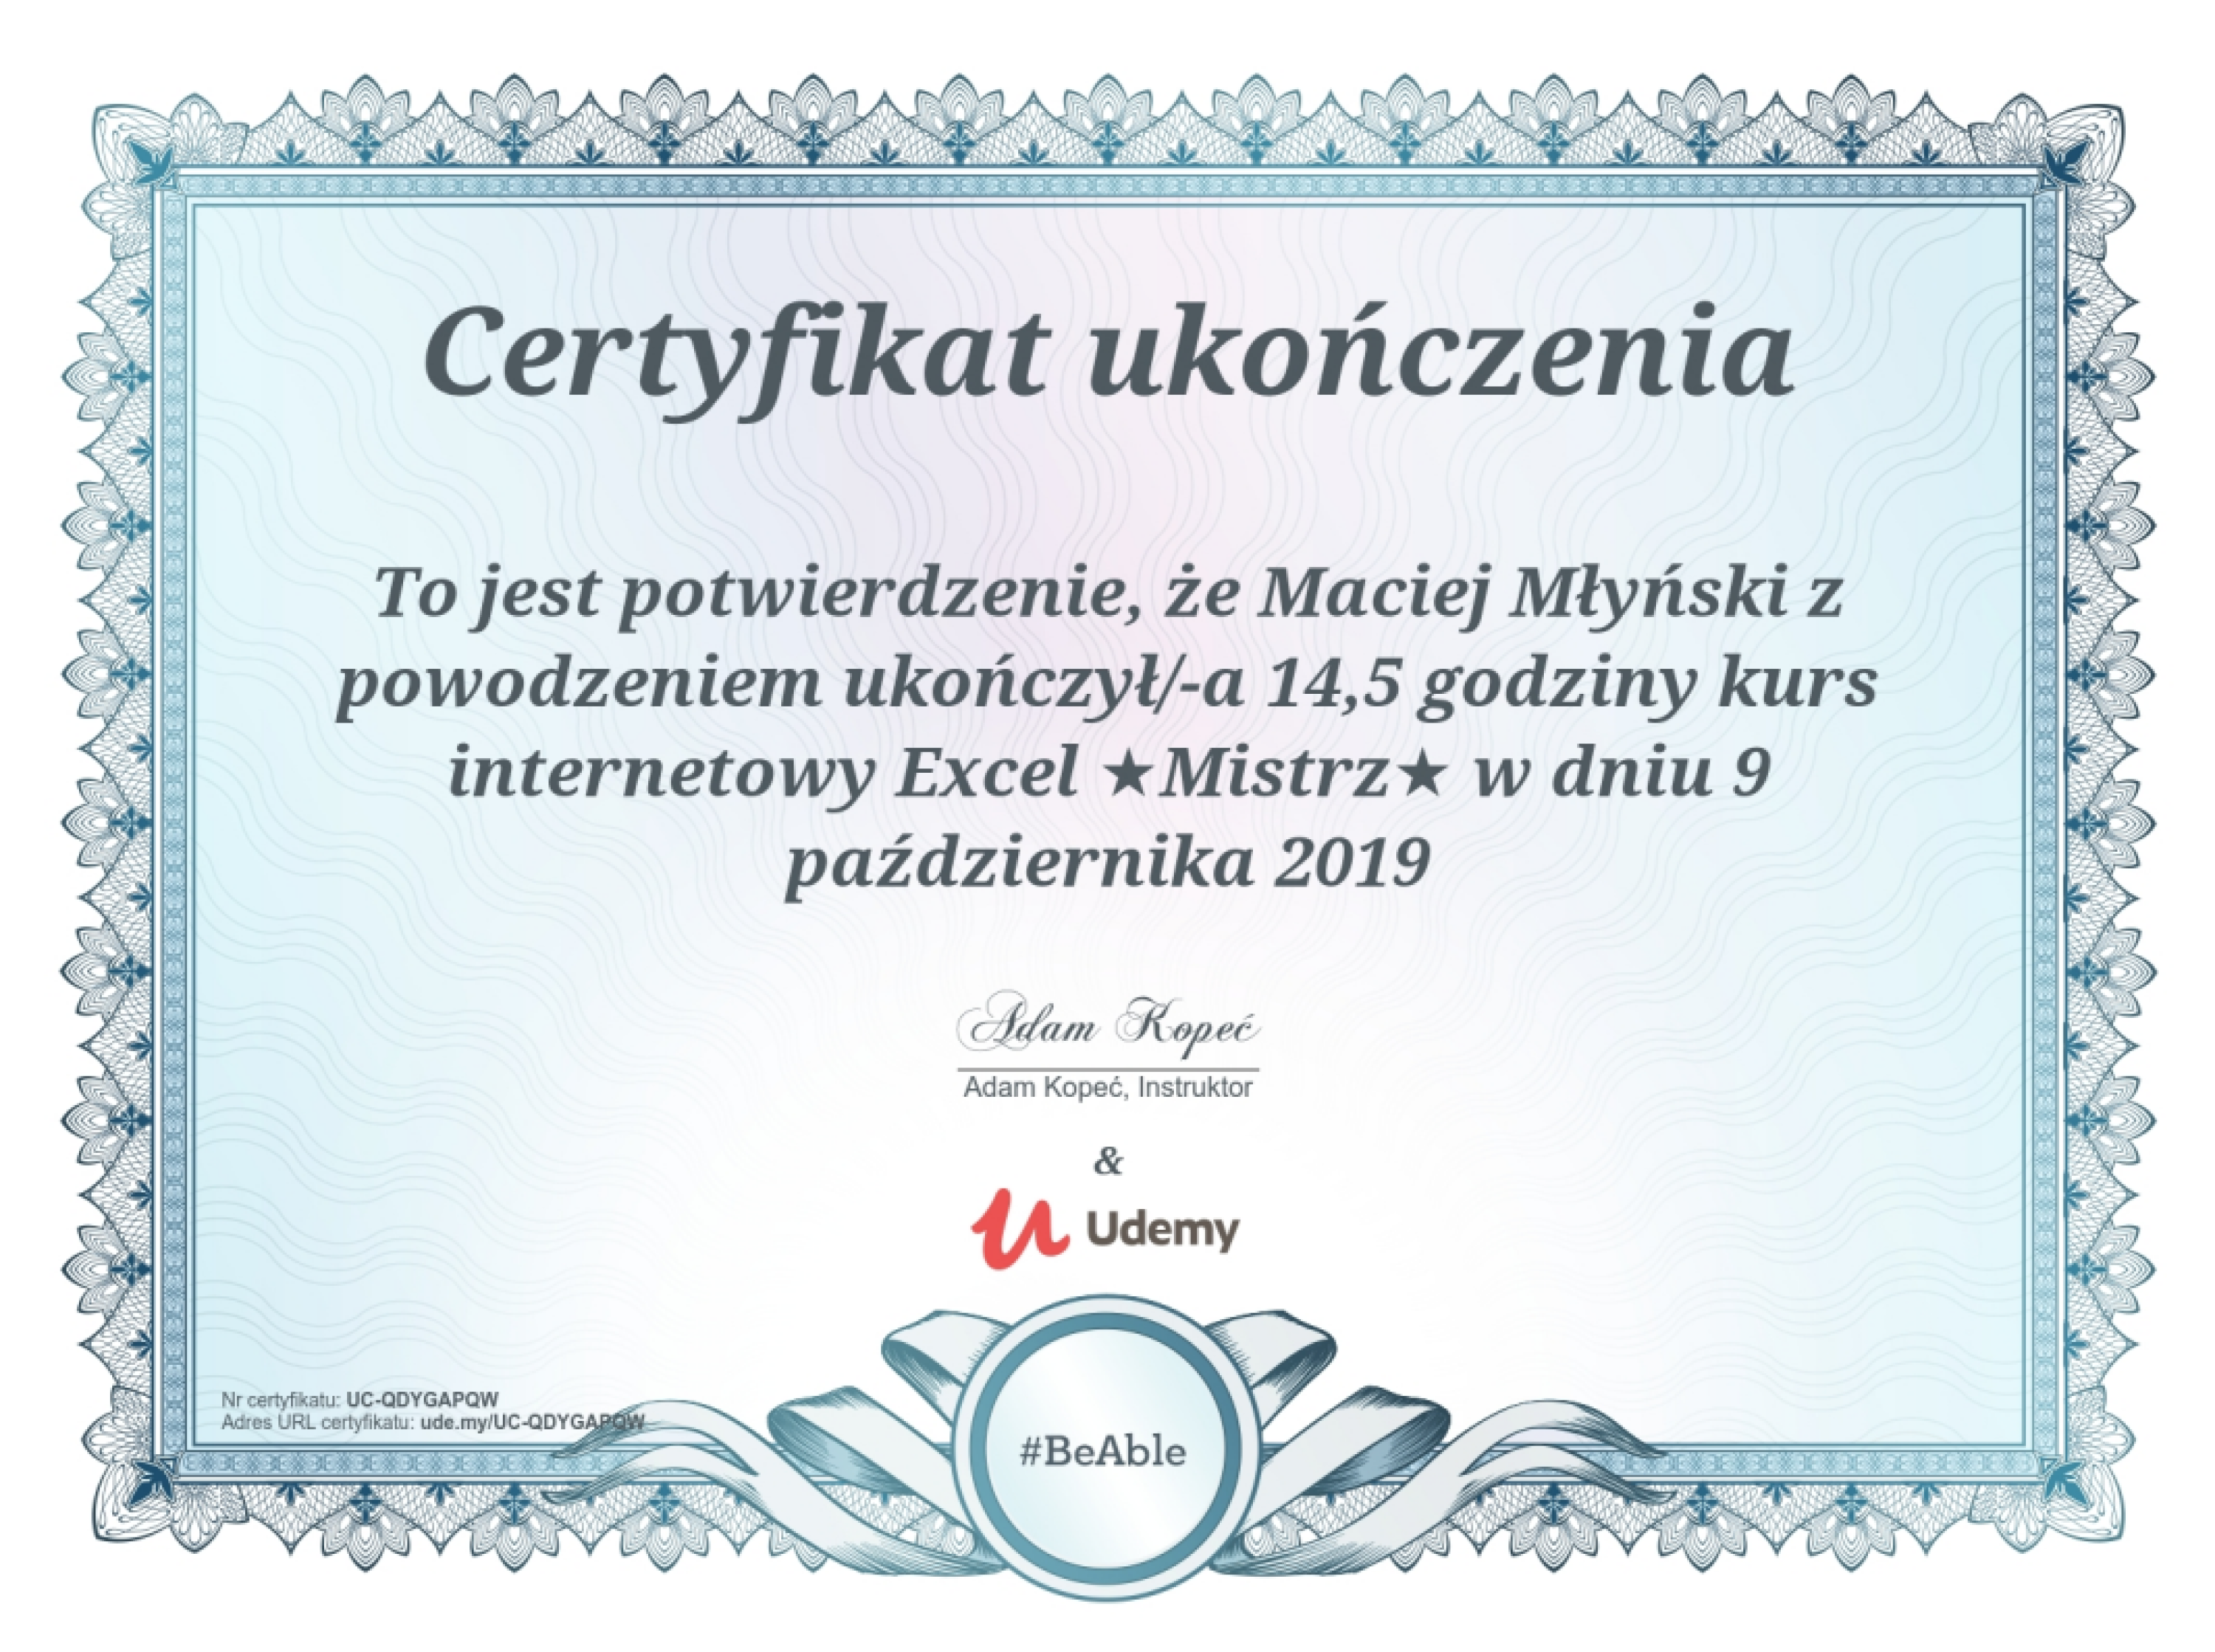 Certyfikat ukończenia
To jest potwierdzenie, że Maciej Młyński z
powodzeniem ukończył/-a 14,5 godziny kurs
internetowy Excel ★Mistrz★ w dniu 9
października 2019
Adam Kopeć
Adam Kopeć, Instruktor
&
Udemy
Nr certyfikatu: UC-QDYGAPQW
Adres URL certyfikatu: ude.my/UC-QDYGAPQW
#BeAble